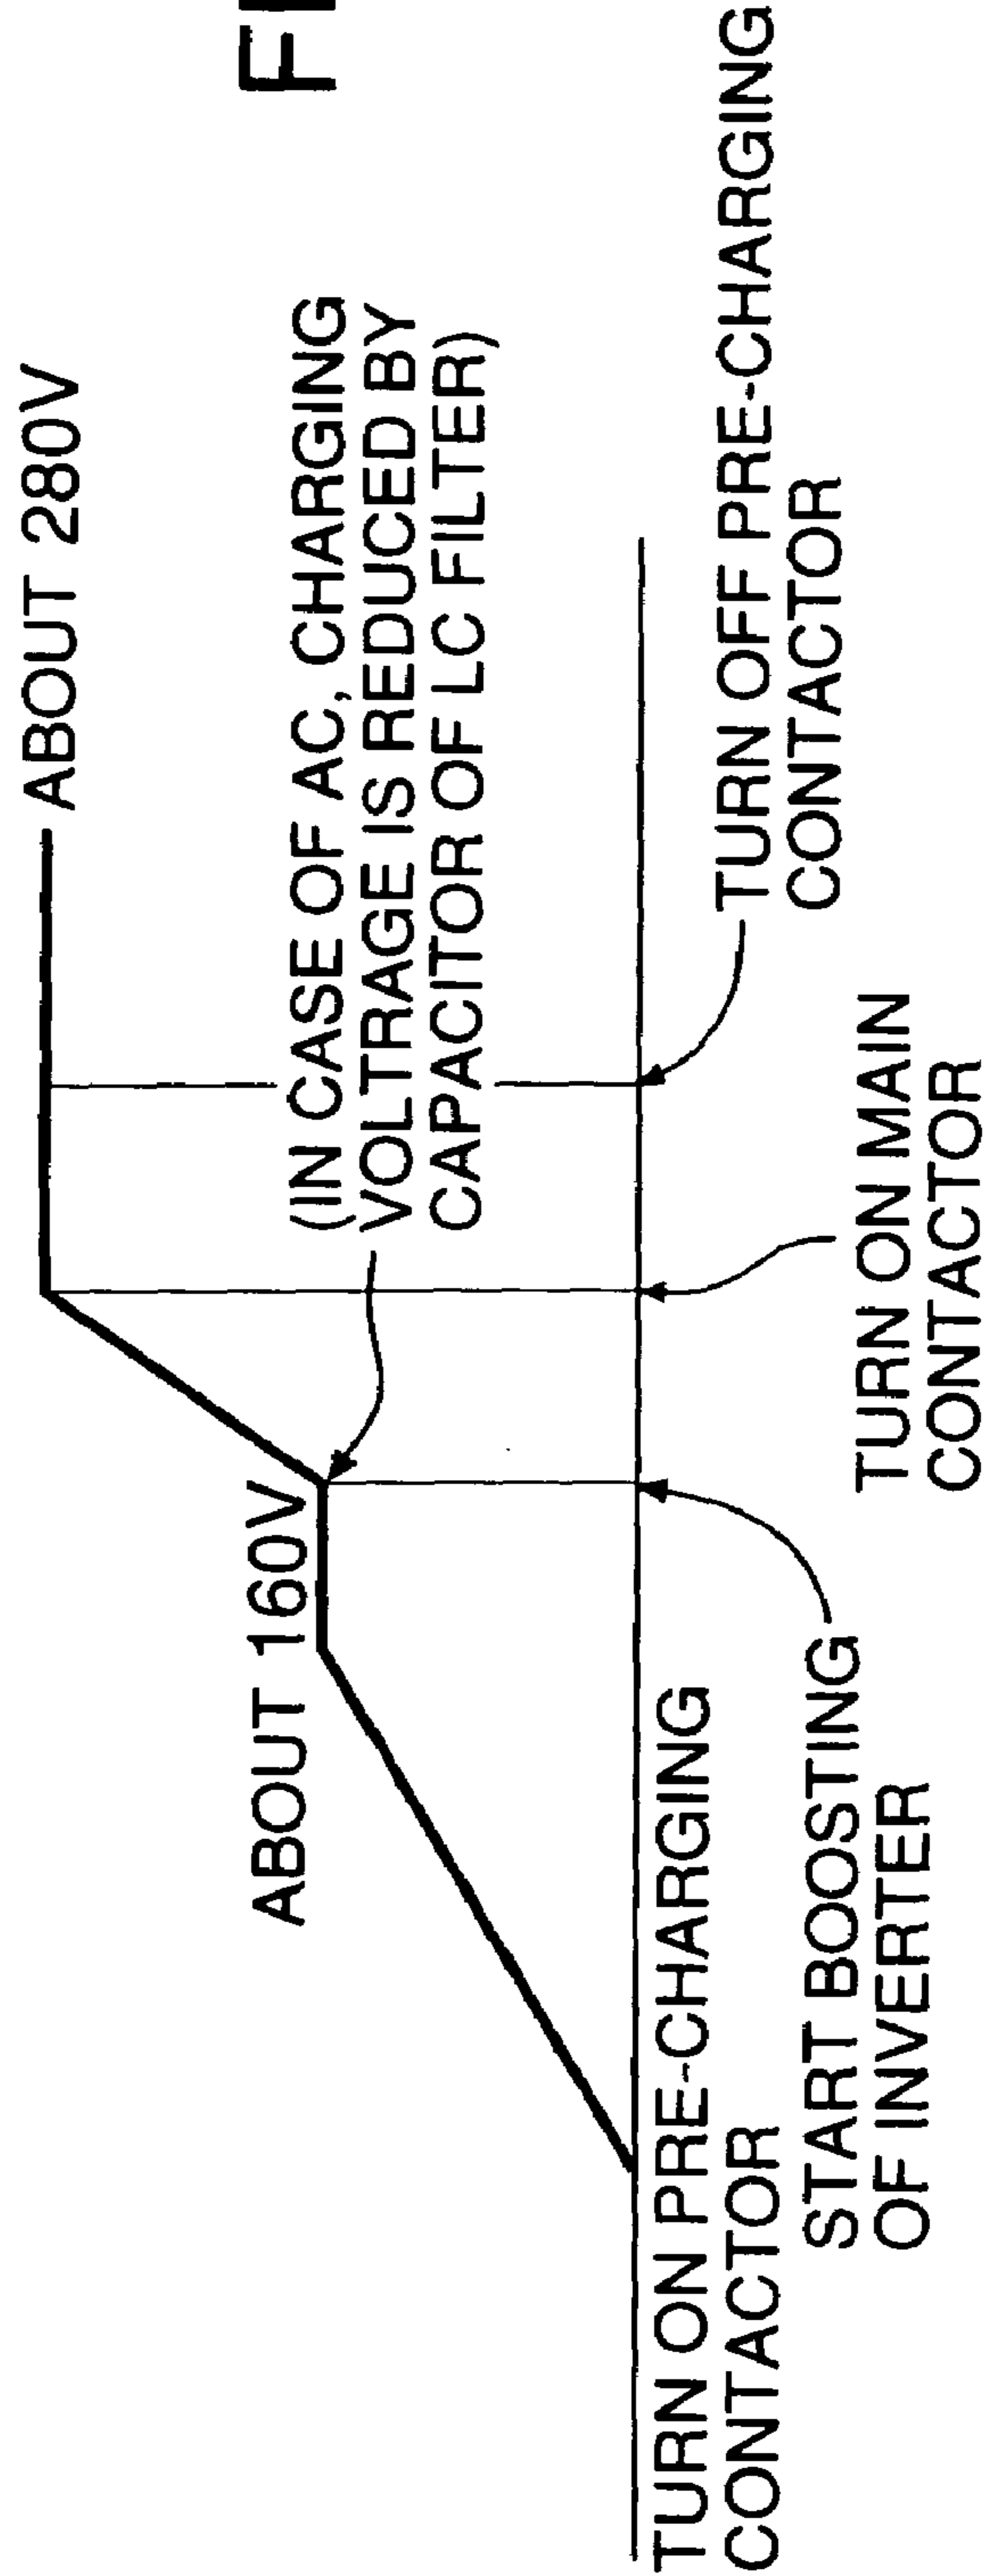 ABOUT 280V
ABOUT 160V
(IN CASE OF AC, CHARGING
VOLTRAGE IS REDUCED BY
CAPACITOR OF LC FILTER)
TURN ON PRE-CHARGING
CONTACTOR
START BOOSTING
OF INVERTER
TURN ON MAIN
CONTACTOR
TURN OFF PRE-CHARGING
CONTACTOR